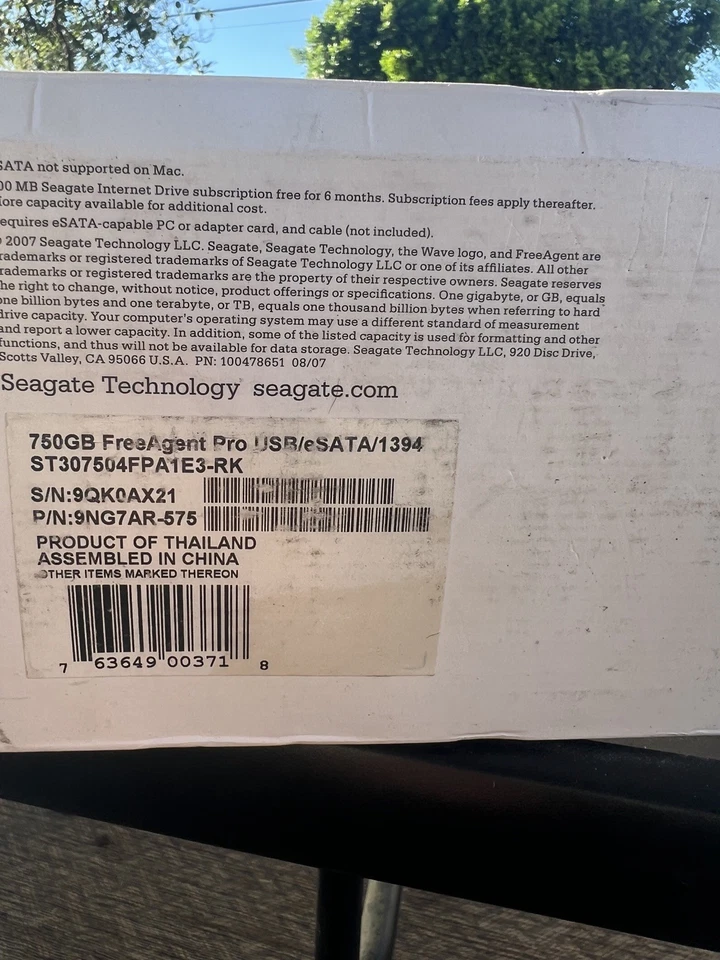 SATA not supported on Mac.
00 MB Seagate Internet Drive subscription free for 6 months. Subscription fees apply thereafter.
ore capacity available for additional cost.
equires eSATA-capable PC or adapter card, and cable (not included).
2007 Seagate Technology LLC. Seagate, Seagate Technology, the Wave logo, and FreeAgent are
rademarks or registered trademarks of Seagate Technology LLC or one of its affiliates. All other
rademarks or registered trademarks are the property of their respective owners. Seagate reserves
he right to change, without notice, product offerings or specifications. One gigabyte, or GB, equals
one billion bytes and one terabyte, or TB, equals one thousand billion bytes when referring to hard
drive capacity. Your computer's operating system may use a different standard of measurement
and report a lower capacity. In addition, some of the listed capacity is used for formatting and other
functions, and thus will not be available for data storage. Seagate Technology LLC, 920 Disc Drive,
Scotts Valley, CA 95066 U.S.A. PN: 100478651 08/07
Seagate Technology seagate.com
750GB FreeAgent Pro USB/eSATA/1394
ST307504FPA1E3-RK
S/N:9QK0AX21
P/N:9NG7AR-575
PRODUCT OF THAILAND
ASSEMBLED IN CHINA
OTHER ITEMS MARKED THEREON
7 63649 00371 8